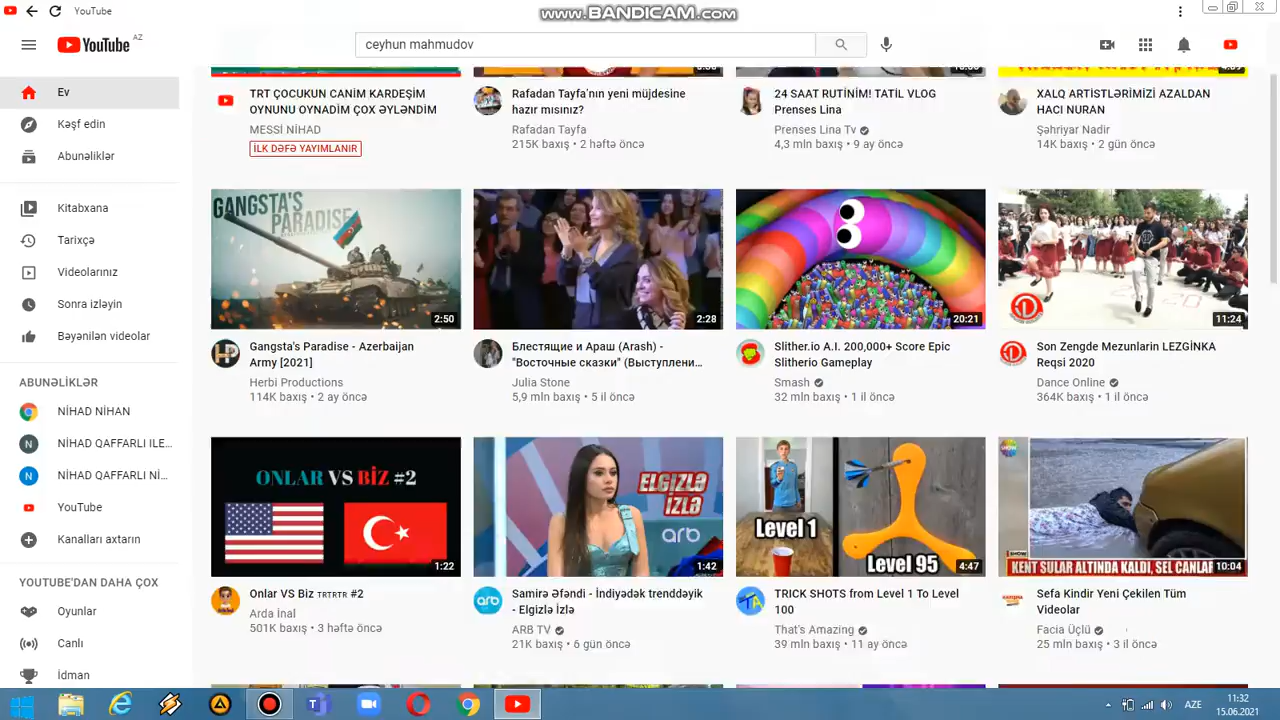 YouTube
www.BANDICAM.com
YouTube AZ
ceyhun mahmudov
Ev
Kəşf edin
Abunəliklər
Kitabxana
Tarixçə
Videolarınız
Sonra izləyin
Bəyənilən videolar
ABUNƏLİKLƏR
NİHAD NİHAN
NİHAD QAFFARLI ILE...
NİHAD QAFFARLI Nİ...
YouTube
Kanalları axtarın
YOUTUBE'DAN DAHA ÇOX
Oyunlar
Canlı
İdman
TRT ÇOCUKUN CANİM KARDEŞİM
OYNUNU OYNADİM ÇOX ƏYLƏNDİM
MESSİ NİHAD
İLK DƏFƏ YAYIMLANIR
Rafadan Tayfa'nın yeni müjdesine
hazır mısınız?
Rafadan Tayfa
215K baxış • 2 həftə öncə
24 SAAT RUTİNİM! TATİL VLOG
Prenses Lina
Prenses Lina Tv
4,3 mln baxış • 9 ay öncə
XALQ ARTISTLƏRİMİZİ AZALDAN
HACI NURAN
Şəhriyar Nadir
14K baxış • 2 gün öncə
GANGSTA'S
PARADISE
2:50
Gangsta's Paradise - Azerbaijan
Army [2021]
Herbi Productions
114K baxış • 2 ay öncə
2:28
Блестящие и Араш (Arash) -
"Восточные сказки" (Выступлени...
Julia Stone
5,9 mln baxış • 5 il öncə
20:21
Slither.io A.I. 200,000+ Score Epic
Slitherio Gameplay
Smash
32 mln baxış • 1 il öncə
11:24
Son Zengde Mezunlarin LEZGİNKA
Reqsi 2020
Dance Online
364K baxış • 1 il öncə
ONLAR VS BİZ #2
1:22
Onlar VS Biz ᴛʀᴛʀᴛʀ #2
Arda İnal
501K baxış • 3 həftə öncə
ELGIZLƏ
İZLƏ
arb
1:42
arb
Samirə Əfəndi - İndiyədək trenddəyik
- Elgizlə İzlə
ARB TV
21K baxış • 6 gün öncə
Level 1
Level 95
4:47
TRICK SHOTS from Level 1 To Level
100
That's Amazing
39 mln baxış • 11 ay öncə
SHOW
KENT SULAR ALTINDA KALDI, SEL CANLAR
10:04
Sefa Kindir Yeni Çekilen Tüm
Videolar
Facia Üçlü
25 mln baxış • 3 il öncə
AZE
11:32
15.06.2021